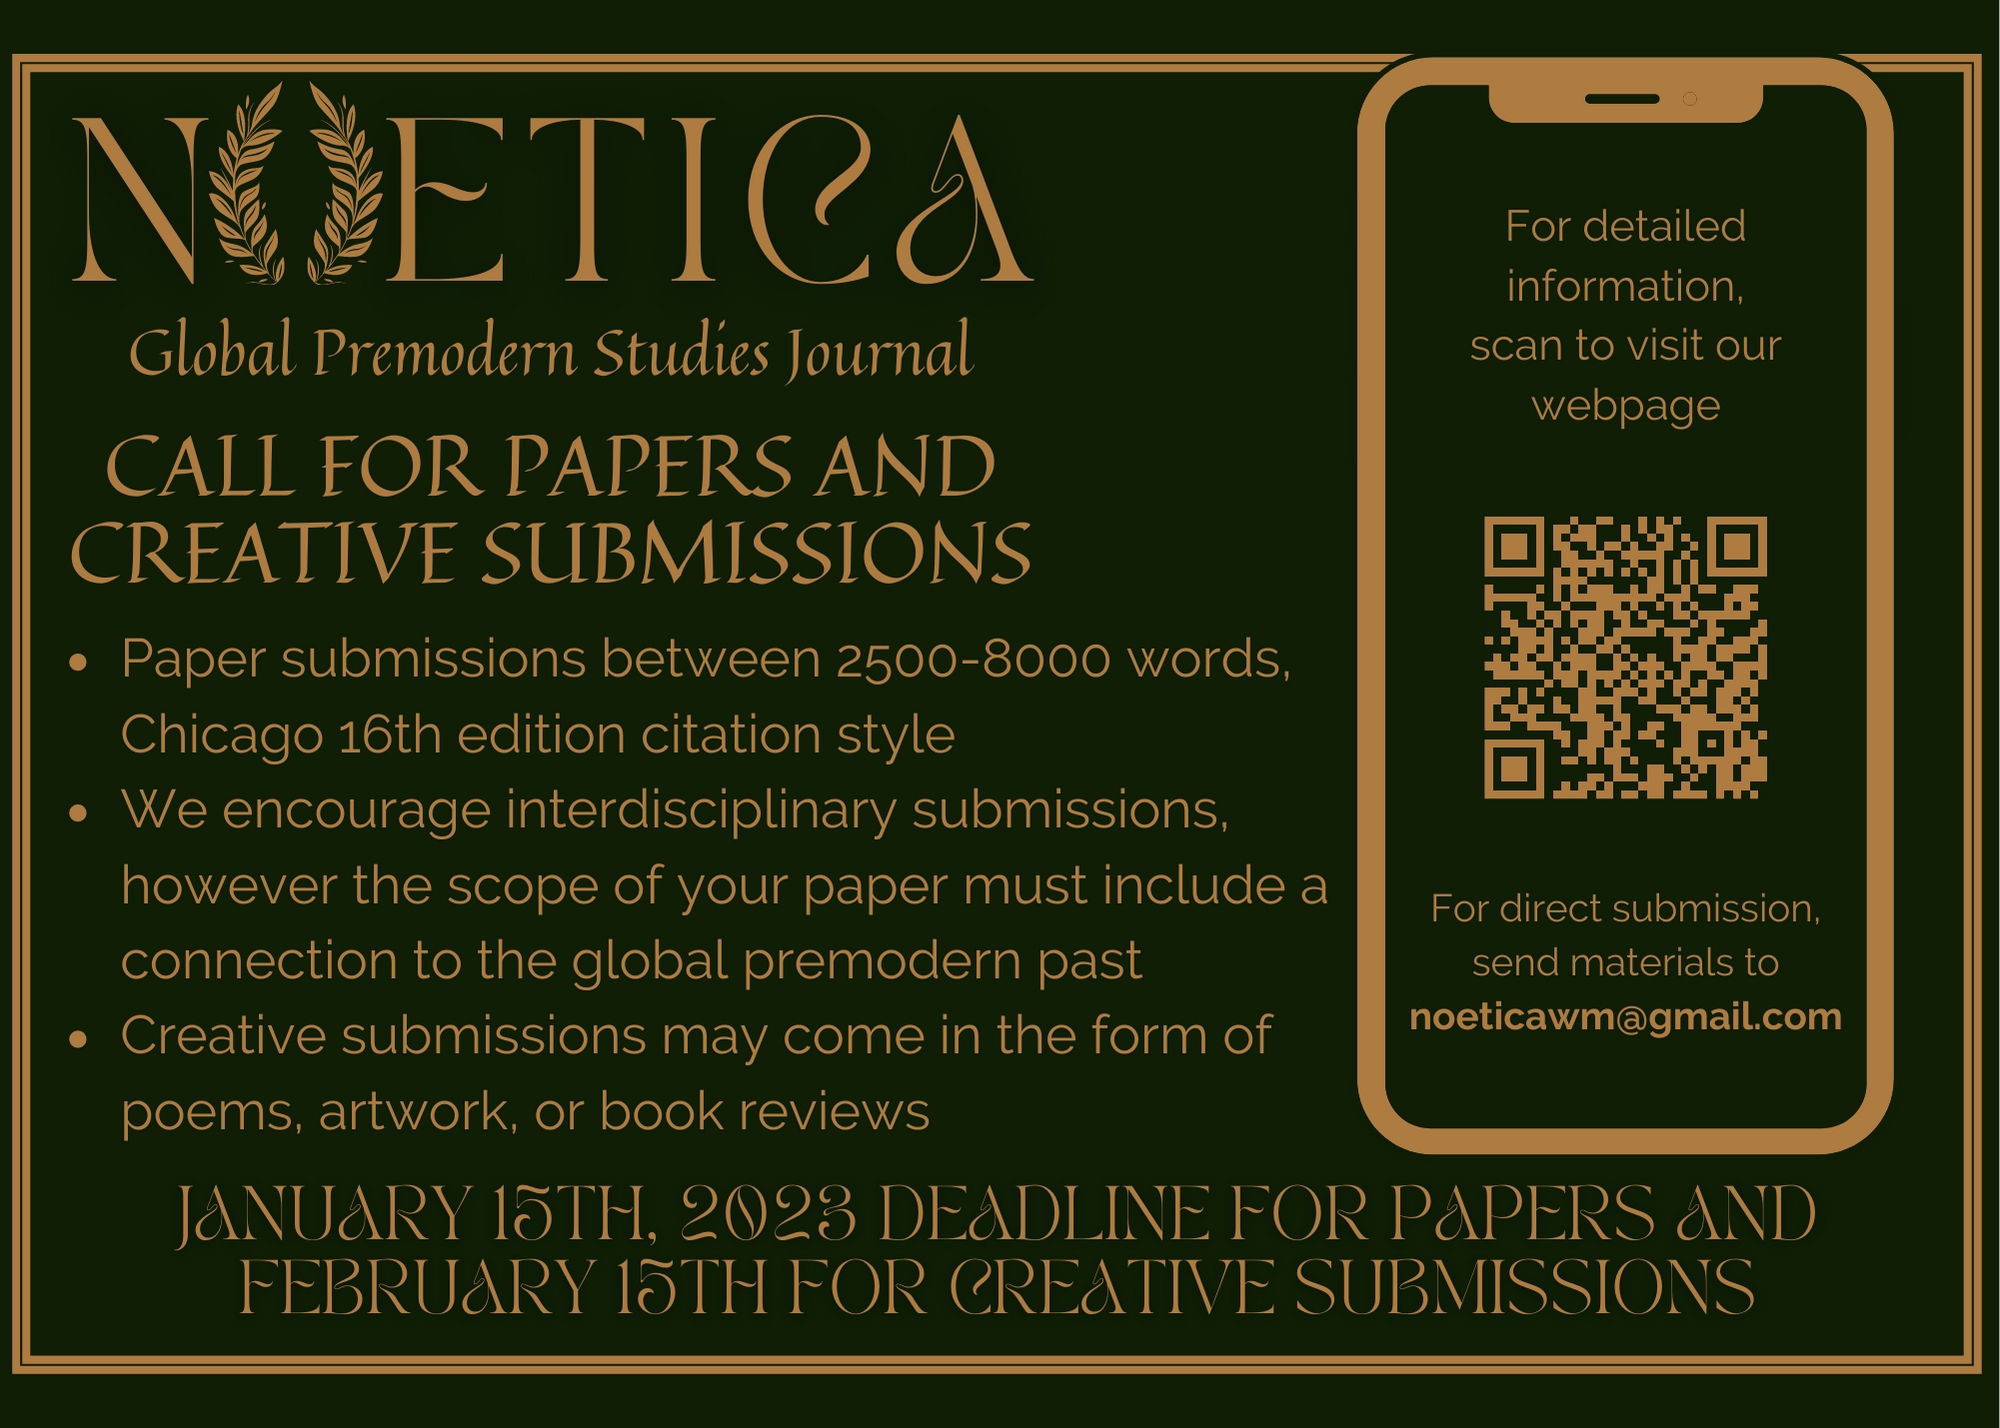 NOETICA
Global Premodern Studies Journal
CALL FOR PAPERS AND
CREATIVE SUBMISSIONS
• Paper submissions between 2500-8000 words,
Chicago 16th edition citation style
• We encourage interdisciplinary submissions,
however the scope of your paper must include a
connection to the global premodern past
• Creative submissions may come in the form of
poems, artwork, or book reviews
For detailed
information,
scan to visit our
webpage
For direct submission,
send materials to
noeticawm@gmail.com
JANUARY 15TH, 2023 DEADLINE FOR PAPERS AND
FEBRUARY 15TH FOR CREATIVE SUBMISSIONS